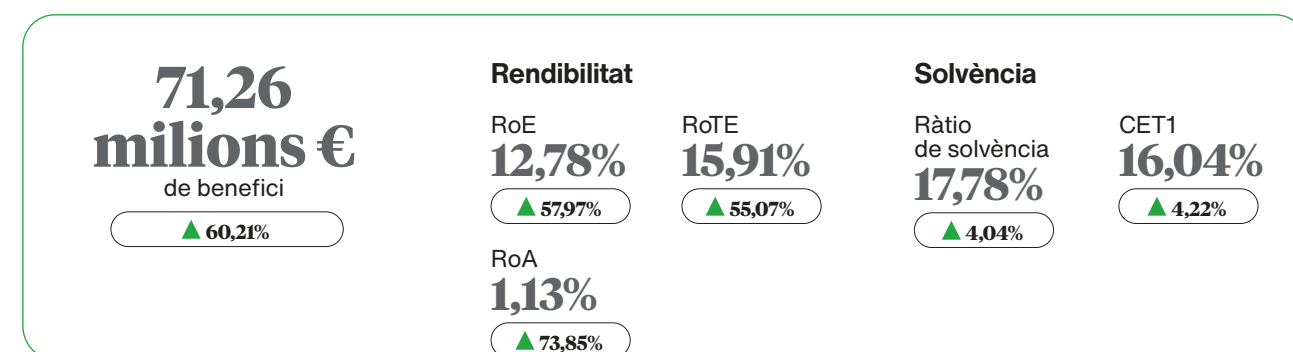 71,26
milions €
de benefici
▲ 60,21%
Rendibilitat
RoE
12,78%
▲ 57,97%
RoTE
15,91%
▲ 55,07%
RoA
1,13%
▲ 73,85%
Solvència
Ràtio
de solvència
17,78%
▲ 4,04%
CET1
16,04%
▲ 4,22%